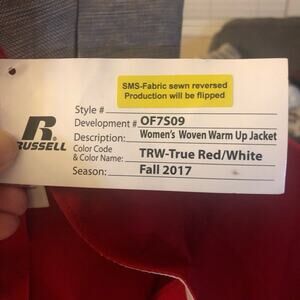 SMS-Fabric sewn reversed
Production will be flipped
Style #
Development # OF7S09
Description: Women's Woven Warm Up Jacket
Color Code
& Color Name: TRW-True Red/White
Season: Fall 2017
R
RUSSELL